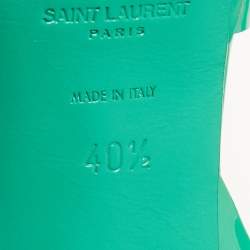 SAINT LAURENT
PARIS
MADE IN ITALY
40½